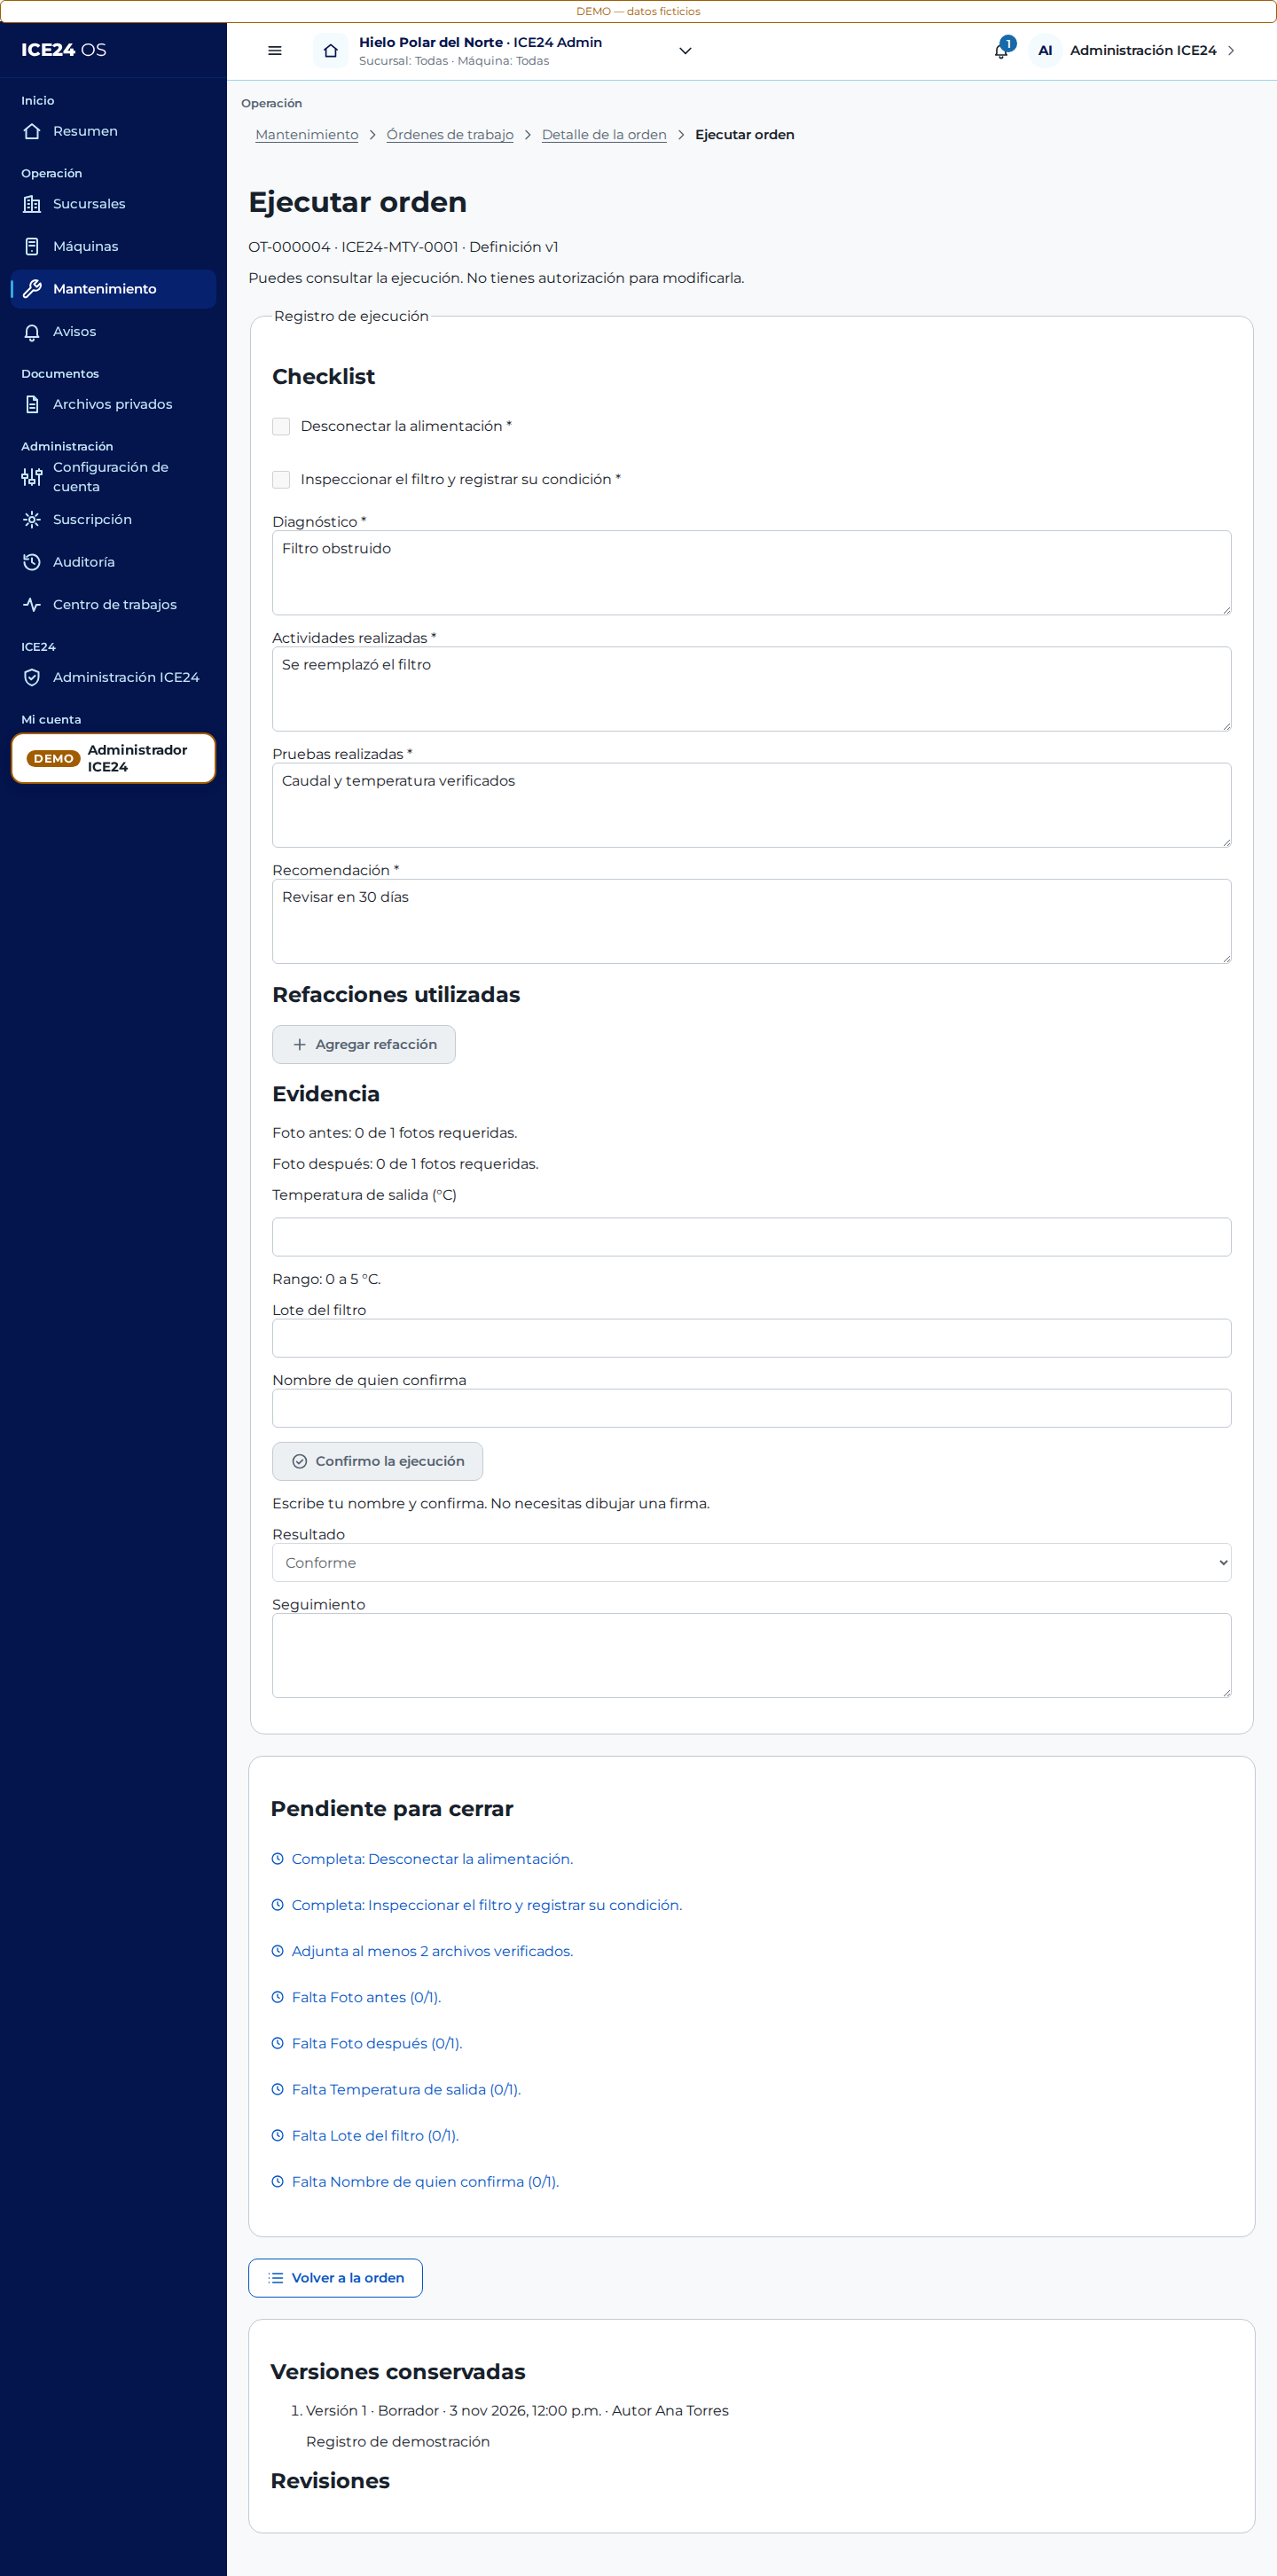 DEMO — datos ficticios
ICE24 OS
Inicio
Resumen
Operación
Sucursales
Máquinas
Mantenimiento
Avisos
Documentos
Archivos privados
Administración
Configuración de
cuenta
Suscripción
Auditoría
Centro de trabajos
ICE24
Administración ICE24
Mi cuenta
DEMO Administrador
ICE24
Hielo Polar del Norte · ICE24 Admin
Sucursal: Todas · Máquina: Todas
1
AI Administración ICE24
Operación
Mantenimiento > Órdenes de trabajo > Detalle de la orden > Ejecutar orden
Ejecutar orden
OT-000004 · ICE24-MTY-0001 · Definición v1
Puedes consultar la ejecución. No tienes autorización para modificarla.
Registro de ejecución
Checklist
Desconectar la alimentación *
Inspeccionar el filtro y registrar su condición *
Diagnóstico *
Filtro obstruido
Actividades realizadas *
Se reemplazó el filtro
Pruebas realizadas *
Caudal y temperatura verificados
Recomendación *
Revisar en 30 días
Refacciones utilizadas
Agregar refacción
Evidencia
Foto antes: 0 de 1 fotos requeridas.
Foto después: 0 de 1 fotos requeridas.
Temperatura de salida (°C)
Rango: 0 a 5 °C.
Lote del filtro
Nombre de quien confirma
Confirmo la ejecución
Escribe tu nombre y confirma. No necesitas dibujar una firma.
Resultado
Conforme
Seguimiento
Pendiente para cerrar
Completa: Desconectar la alimentación.
Completa: Inspeccionar el filtro y registrar su condición.
Adjunta al menos 2 archivos verificados.
Falta Foto antes (0/1).
Falta Foto después (0/1).
Falta Temperatura de salida (0/1).
Falta Lote del filtro (0/1).
Falta Nombre de quien confirma (0/1).
Volver a la orden
Versiones conservadas
1. Versión 1 · Borrador · 3 nov 2026, 12:00 p.m. · Autor Ana Torres
Registro de demostración
Revisiones